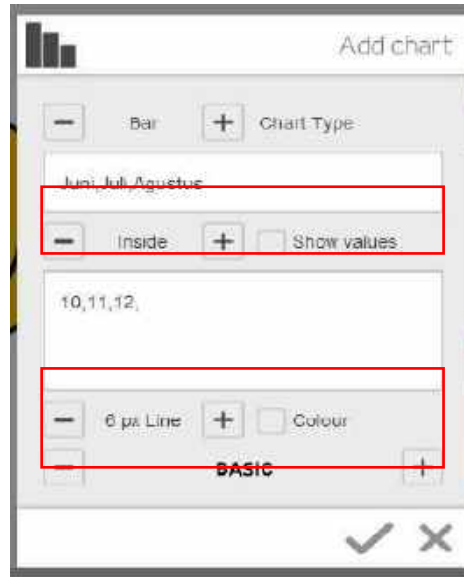 Add chart
− Bar + Chart Type
Juni,Juli,Agustus
− Inside + Show values
10,11,12,
− 6 px Line + Colour
− BASIC +